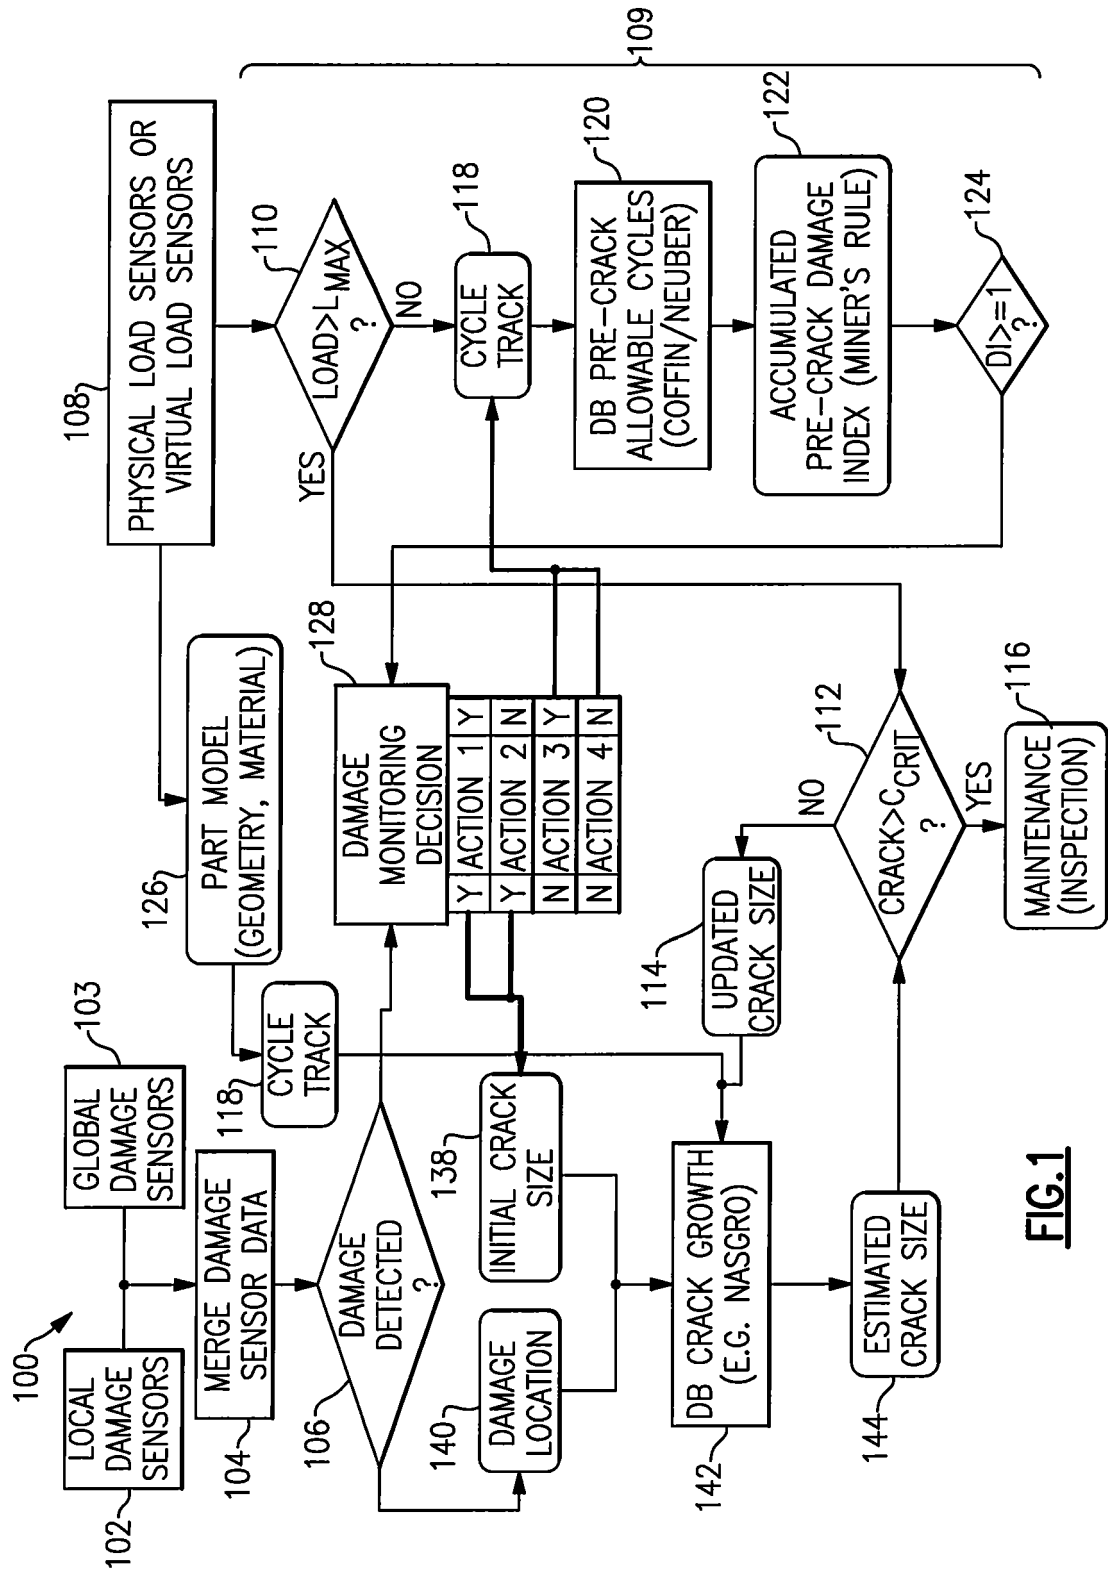 100
LOCAL
DAMAGE
SENSORS
102
GLOBAL
DAMAGE
SENSORS
103
MERGE DAMAGE
SENSOR DATA
104
DAMAGE
DETECTED
?
106
PHYSICAL LOAD SENSORS OR
VIRTUAL LOAD SENSORS
108
109
PART MODEL
(GEOMETRY, MATERIAL)
126
CYCLE
TRACK
118
LOAD>LMAX
?
110
YES
NO
CYCLE
TRACK
118
DB PRE-CRACK
ALLOWABLE CYCLES
(COFFIN/NEUBER)
120
ACCUMULATED
PRE-CRACK DAMAGE
INDEX (MINER'S RULE)
122
DI>=1
?
124
DAMAGE
MONITORING
DECISION
128
Y ACTION 1 Y
Y ACTION 2 N
N ACTION 3 Y
N ACTION 4 N
INITIAL CRACK
SIZE
138
DAMAGE
LOCATION
140
DB CRACK GROWTH
(E.G. NASGRO)
142
UPDATED
CRACK SIZE
114
ESTIMATED
CRACK SIZE
144
CRACK>CCRIT
?
112
NO
YES
MAINTENANCE
(INSPECTION)
116
FIG.1